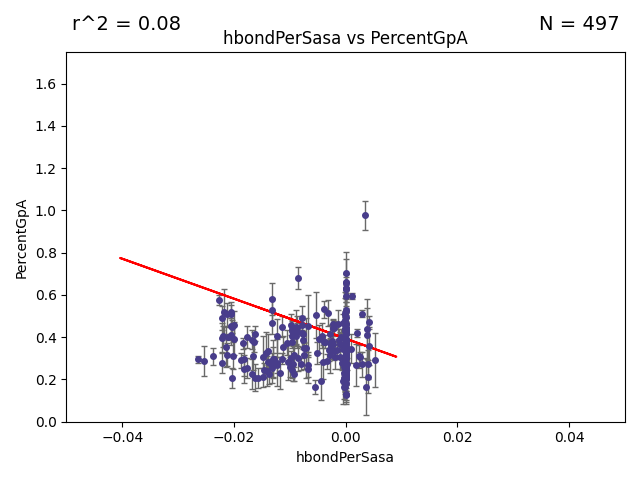 r^2 = 0.08
N = 497
hbondPerSasa vs PercentGpA
PercentGpA
1.6
1.4
1.2
1.0
0.8
0.6
0.4
0.2
0.0
−0.04
−0.02
0.00
0.02
0.04
hbondPerSasa